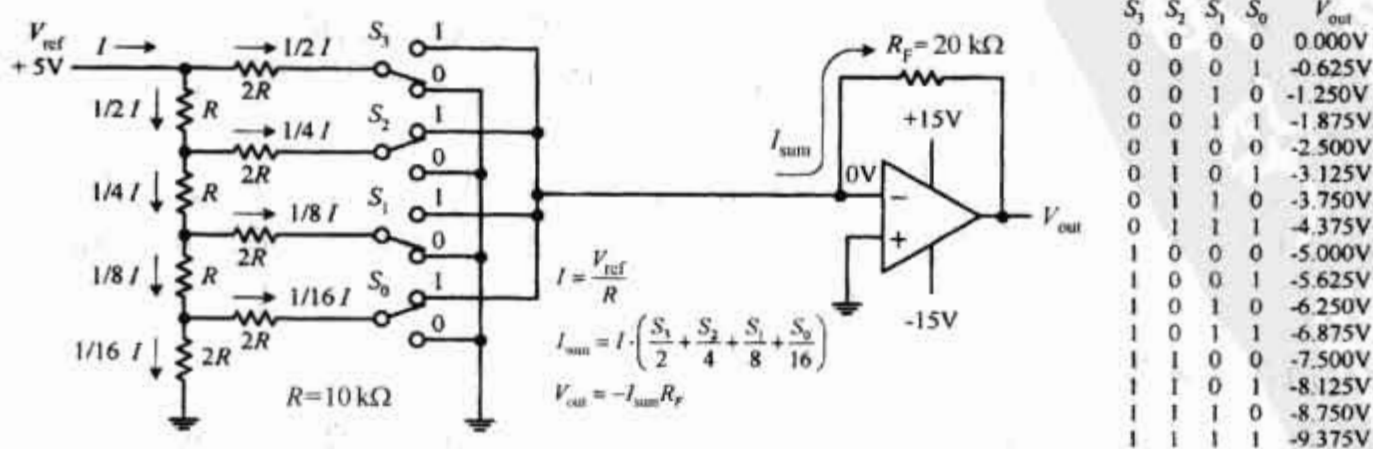 V_ref
+ 5V
I
1/2 I
S_3
1
0
2R
1/2 I
R
1/4 I
S_2
1
0
2R
1/4 I
R
1/8 I
S_1
1
0
2R
1/8 I
R
1/16 I
S_0
1
0
2R
1/16 I
2R
R=10 kΩ
I = V_ref / R
I_sum = I · (S_3/2 + S_2/4 + S_1/8 + S_0/16)
V_out = -I_sum R_F
R_F = 20 kΩ
I_sum
0V
+15V
−
+
-15V
V_out
S_3 S_2 S_1 S_0 V_out
0 0 0 0 0.000V
0 0 0 1 -0.625V
0 0 1 0 -1.250V
0 0 1 1 -1.875V
0 1 0 0 -2.500V
0 1 0 1 -3.125V
0 1 1 0 -3.750V
0 1 1 1 -4.375V
1 0 0 0 -5.000V
1 0 0 1 -5.625V
1 0 1 0 -6.250V
1 0 1 1 -6.875V
1 1 0 0 -7.500V
1 1 0 1 -8.125V
1 1 1 0 -8.750V
1 1 1 1 -9.375V